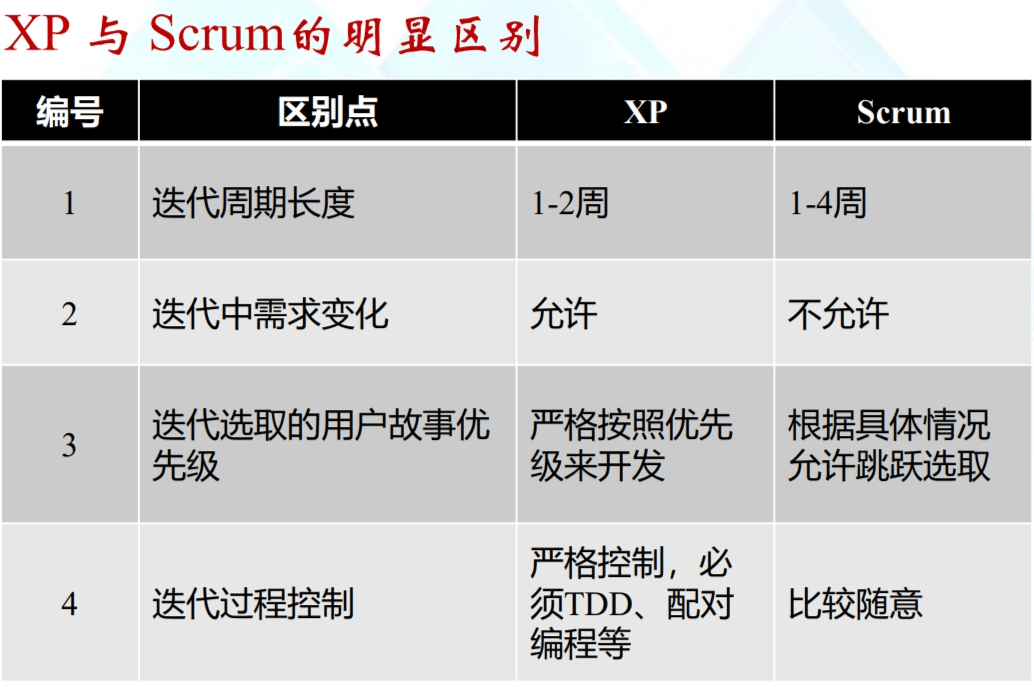 XP 与 Scrum的明显区别
编号 区别点 XP Scrum
1 迭代周期长度 1-2周 1-4周
2 迭代中需求变化 允许 不允许
3 迭代选取的用户故事优
先级 严格按照优先
级来开发 根据具体情况
允许跳跃选取
4 迭代过程控制 严格控制，必
须TDD、配对
编程等 比较随意